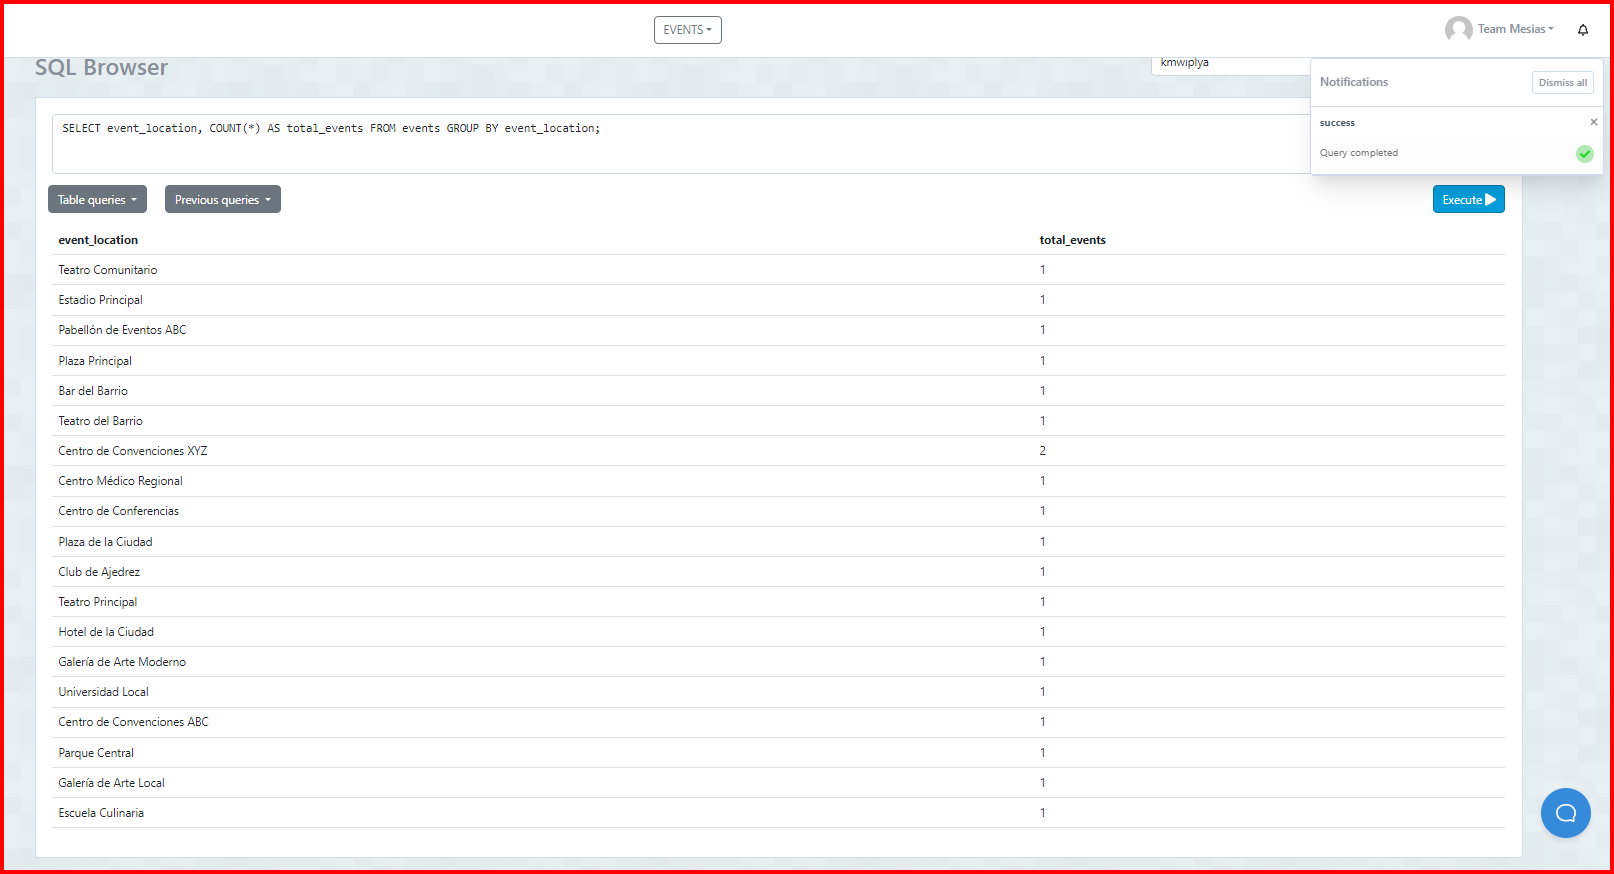 EVENTS
Team Mesias
SQL Browser
kmwiplya
Notifications
Dismiss all
success
×
Query completed
SELECT event_location, COUNT(*) AS total_events FROM events GROUP BY event_location;
Table queries
Previous queries
Execute
event_location total_events
Teatro Comunitario 1
Estadio Principal 1
Pabellón de Eventos ABC 1
Plaza Principal 1
Bar del Barrio 1
Teatro del Barrio 1
Centro de Convenciones XYZ 2
Centro Médico Regional 1
Centro de Conferencias 1
Plaza de la Ciudad 1
Club de Ajedrez 1
Teatro Principal 1
Hotel de la Ciudad 1
Galería de Arte Moderno 1
Universidad Local 1
Centro de Convenciones ABC 1
Parque Central 1
Galería de Arte Local 1
Escuela Culinaria 1